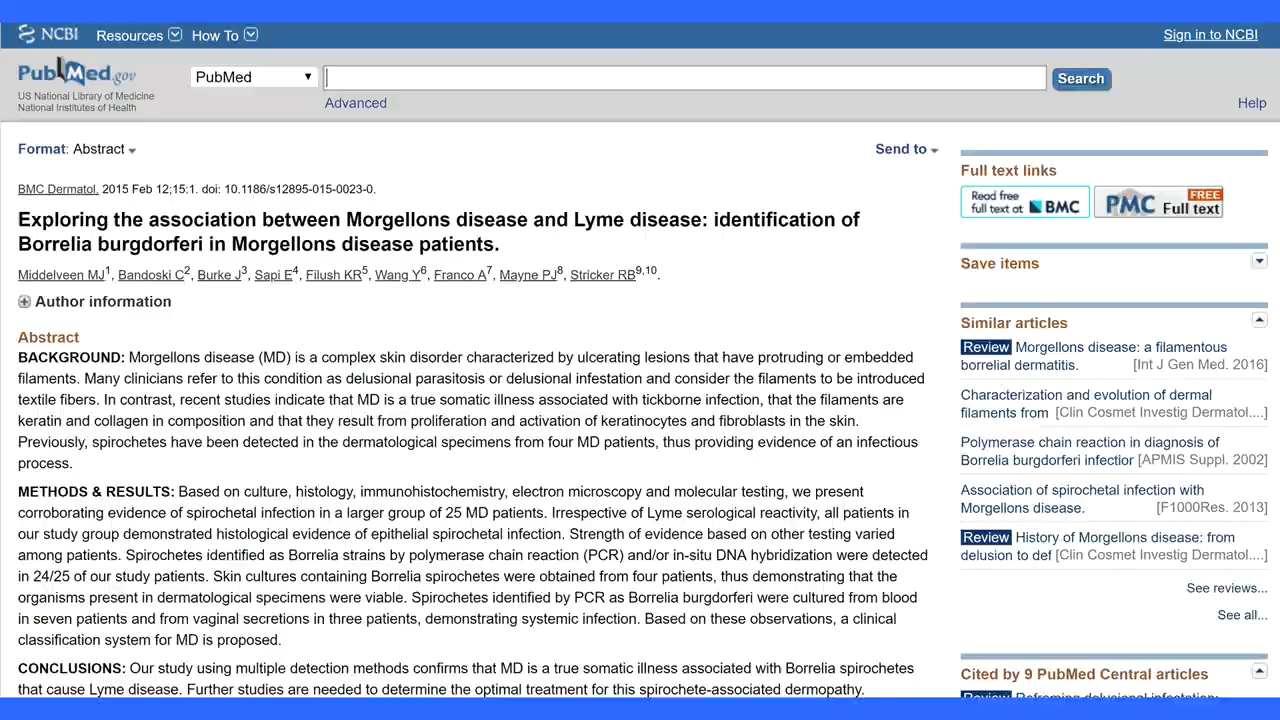 NCBI Resources How To Sign in to NCBI
PubMed.gov
US National Library of Medicine
National Institutes of Health
PubMed Search
Advanced Help
Format: Abstract Send to
BMC Dermatol. 2015 Feb 12;15:1. doi: 10.1186/s12895-015-0023-0.
Exploring the association between Morgellons disease and Lyme disease: identification of
Borrelia burgdorferi in Morgellons disease patients.
Middelveen MJ1, Bandoski C2, Burke J3, Sapi E4, Filush KR5, Wang Y6, Franco A7, Mayne PJ8, Stricker RB9,10.
Author information
Abstract
BACKGROUND: Morgellons disease (MD) is a complex skin disorder characterized by ulcerating lesions that have protruding or embedded
filaments. Many clinicians refer to this condition as delusional parasitosis or delusional infestation and consider the filaments to be introduced
textile fibers. In contrast, recent studies indicate that MD is a true somatic illness associated with tickborne infection, that the filaments are
keratin and collagen in composition and that they result from proliferation and activation of keratinocytes and fibroblasts in the skin.
Previously, spirochetes have been detected in the dermatological specimens from four MD patients, thus providing evidence of an infectious
process.
METHODS & RESULTS: Based on culture, histology, immunohistochemistry, electron microscopy and molecular testing, we present
corroborating evidence of spirochetal infection in a larger group of 25 MD patients. Irrespective of Lyme serological reactivity, all patients in
our study group demonstrated histological evidence of epithelial spirochetal infection. Strength of evidence based on other testing varied
among patients. Spirochetes identified as Borrelia strains by polymerase chain reaction (PCR) and/or in-situ DNA hybridization were detected
in 24/25 of our study patients. Skin cultures containing Borrelia spirochetes were obtained from four patients, thus demonstrating that the
organisms present in dermatological specimens were viable. Spirochetes identified by PCR as Borrelia burgdorferi were cultured from blood
in seven patients and from vaginal secretions in three patients, demonstrating systemic infection. Based on these observations, a clinical
classification system for MD is proposed.
CONCLUSIONS: Our study using multiple detection methods confirms that MD is a true somatic illness associated with Borrelia spirochetes
that cause Lyme disease. Further studies are needed to determine the optimal treatment for this spirochete-associated dermopathy.
Full text links
Read free
full text at BMC
PMC FREE
Full text
Save items
Similar articles
Review Morgellons disease: a filamentous
borrelial dermatitis. [Int J Gen Med. 2016]
Characterization and evolution of dermal
filaments from [Clin Cosmet Investig Dermatol....]
Polymerase chain reaction in diagnosis of
Borrelia burgdorferi infection [APMIS Suppl. 2002]
Association of spirochetal infection with
Morgellons disease. [F1000Res. 2013]
Review History of Morgellons disease: from
delusion to def [Clin Cosmet Investig Dermatol....]
See reviews...
See all...
Cited by 9 PubMed Central articles
Review Reframing delusional infestation: